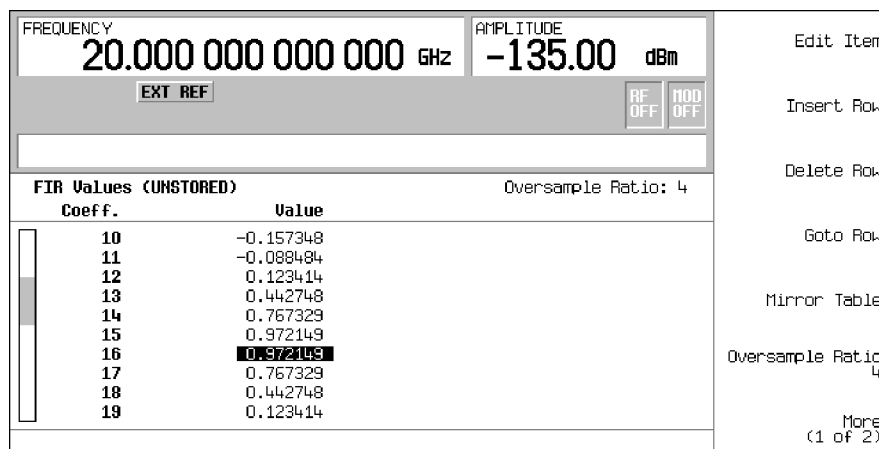 FREQUENCY
20.000 000 000 000 GHz
AMPLITUDE
-135.00 dBm
EXT REF
RF OFF
MOD OFF
FIR Values (UNSTORED) Oversample Ratio: 4
Coeff. Value
10 -0.157348
11 -0.088484
12 0.123414
13 0.442748
14 0.767329
15 0.972149
16 0.972149
17 0.767329
18 0.442748
19 0.123414
Edit Item
Insert Row
Delete Row
Goto Row
Mirror Table
Oversample Ratio
4
More
(1 of 2)